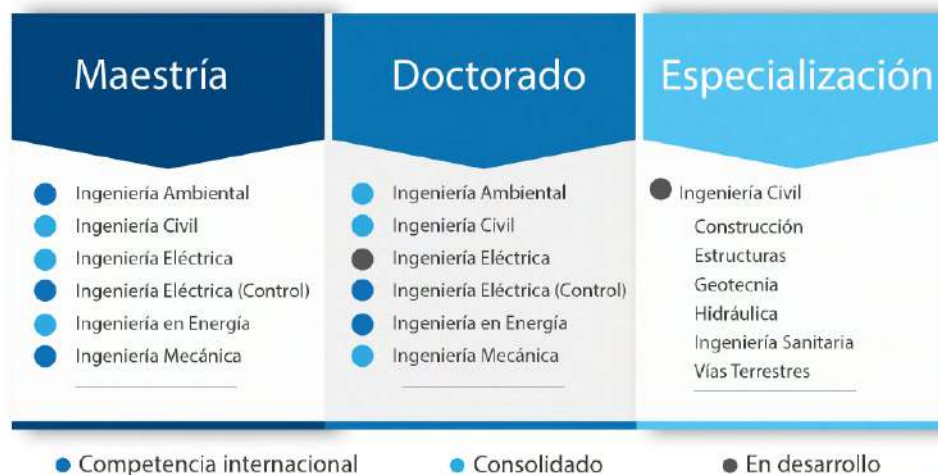 Maestría
Ingeniería Ambiental
Ingeniería Civil
Ingeniería Eléctrica
Ingeniería Eléctrica (Control)
Ingeniería en Energía
Ingeniería Mecánica
Doctorado
Ingeniería Ambiental
Ingeniería Civil
Ingeniería Eléctrica
Ingeniería Eléctrica (Control)
Ingeniería en Energía
Ingeniería Mecánica
Especialización
Ingeniería Civil
Construcción
Estructuras
Geotecnia
Hidráulica
Ingeniería Sanitaria
Vías Terrestres
Competencia internacional
Consolidado
En desarrollo